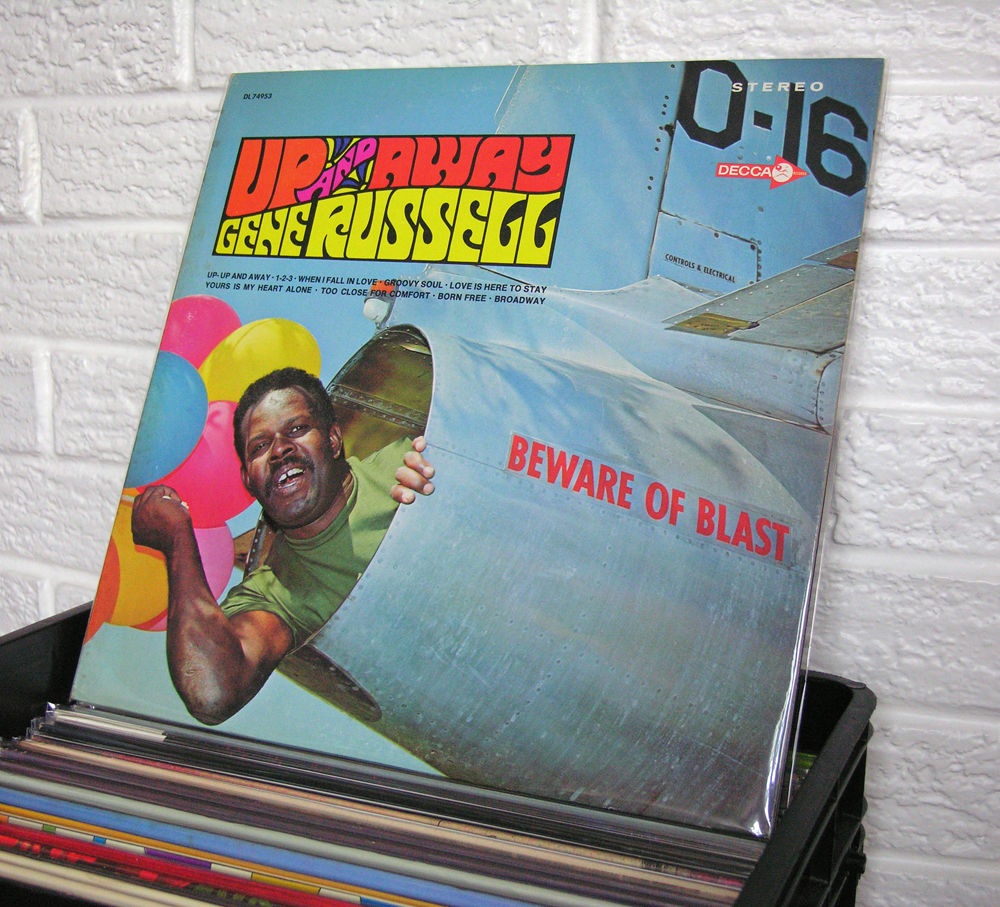 DL74953
STEREO
O-16
DECCA
UP AND AWAY
GENE RUSSELL
CONTROLS & ELECTRICAL
UP-UP AND AWAY • 1-2-3 • WHEN I FALL IN LOVE • GROOVY SOUL • LOVE IS HERE TO STAY
YOURS IS MY HEART ALONE • TOO CLOSE FOR COMFORT • BORN FREE • BROADWAY
BEWARE OF BLAST